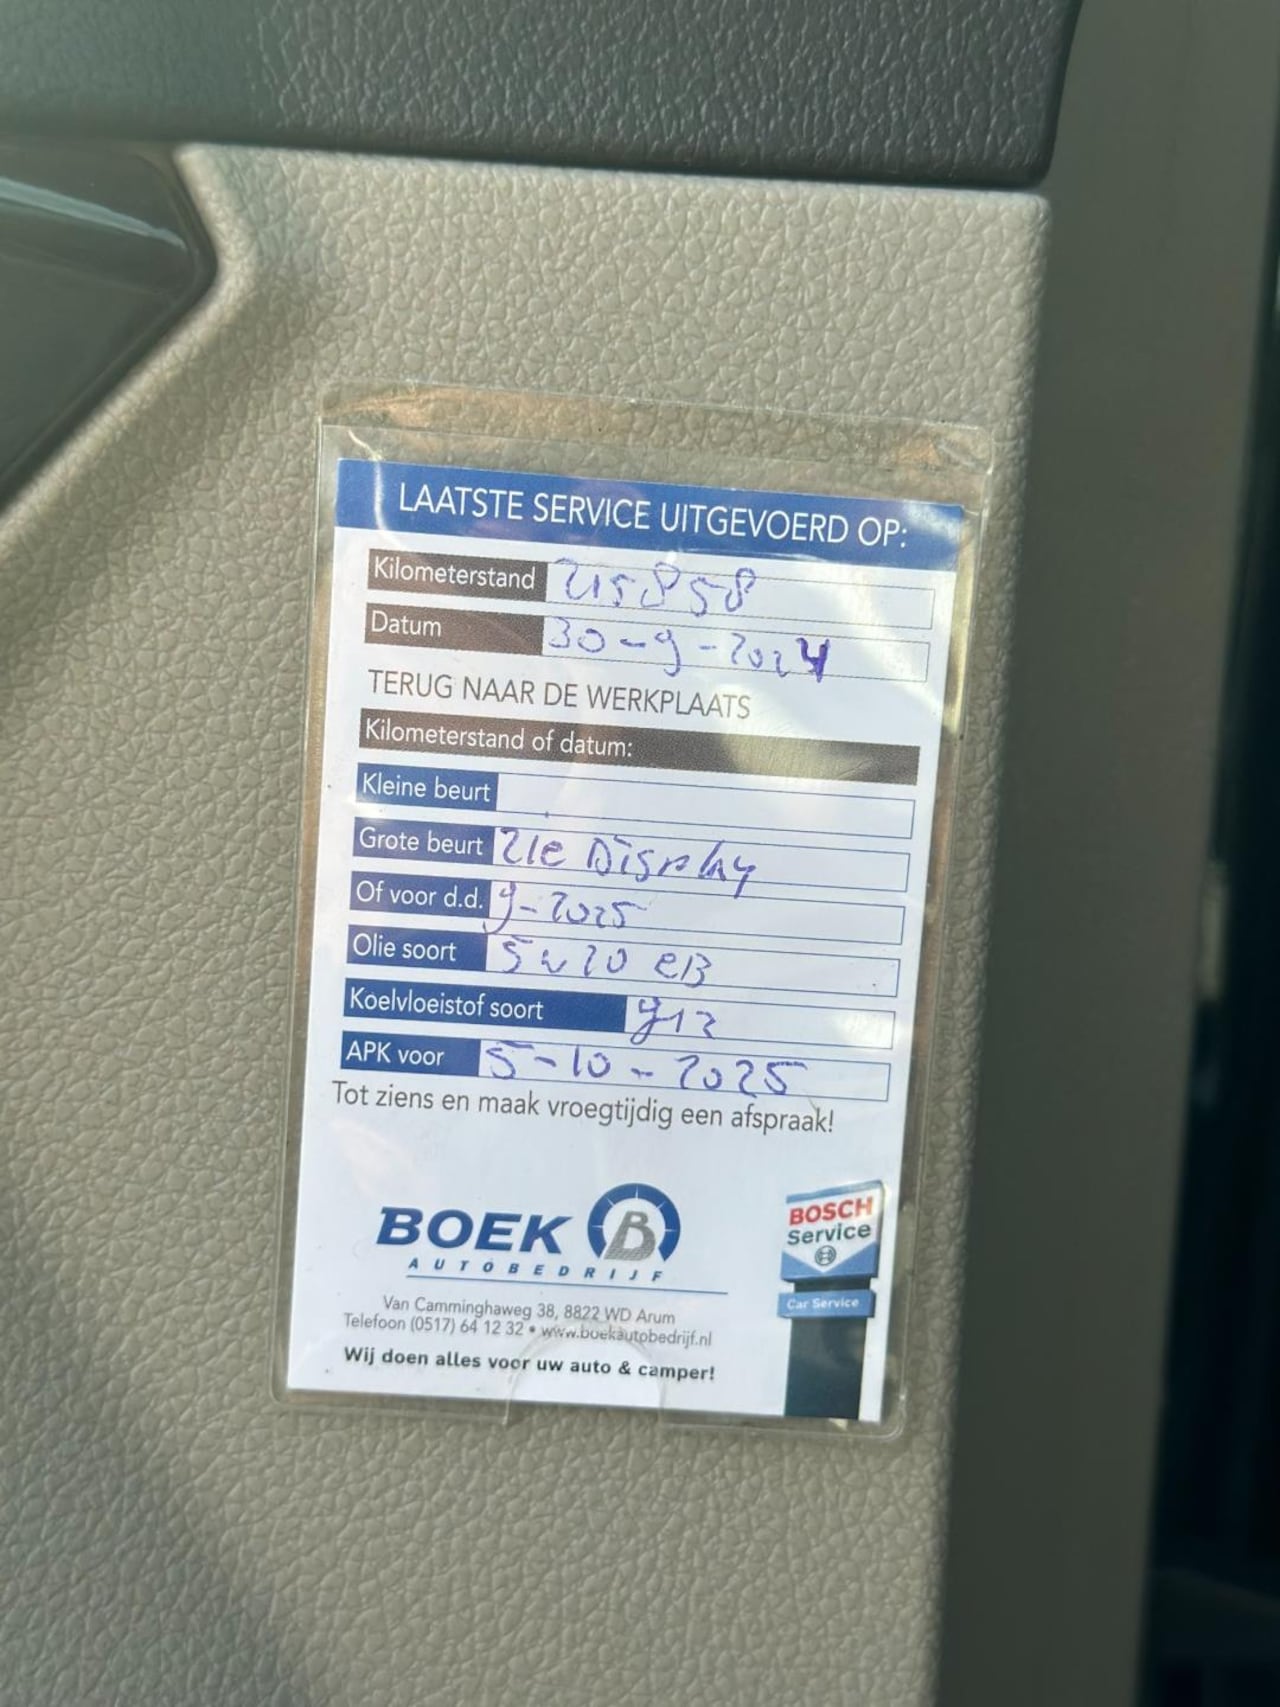 LAATSTE SERVICE UITGEVOERD OP:
Kilometerstand 215858
Datum 30-9-2024
TERUG NAAR DE WERKPLAATS
Kilometerstand of datum:
Kleine beurt
Grote beurt Zie Display
Of voor d.d. 9-2025
Olie soort 5w20 eB
Koelvloeistof soort g12
APK voor 5-10-2025
Tot ziens en maak vroegtijdig een afspraak!
BOEK B
AUTOBEDRIJF
BOSCH
Service
Car Service
Van Camminghaweg 38, 8822 WD Arum
Telefoon (0517) 64 12 32 • www.boekautobedrijf.nl
Wij doen alles voor uw auto & camper!